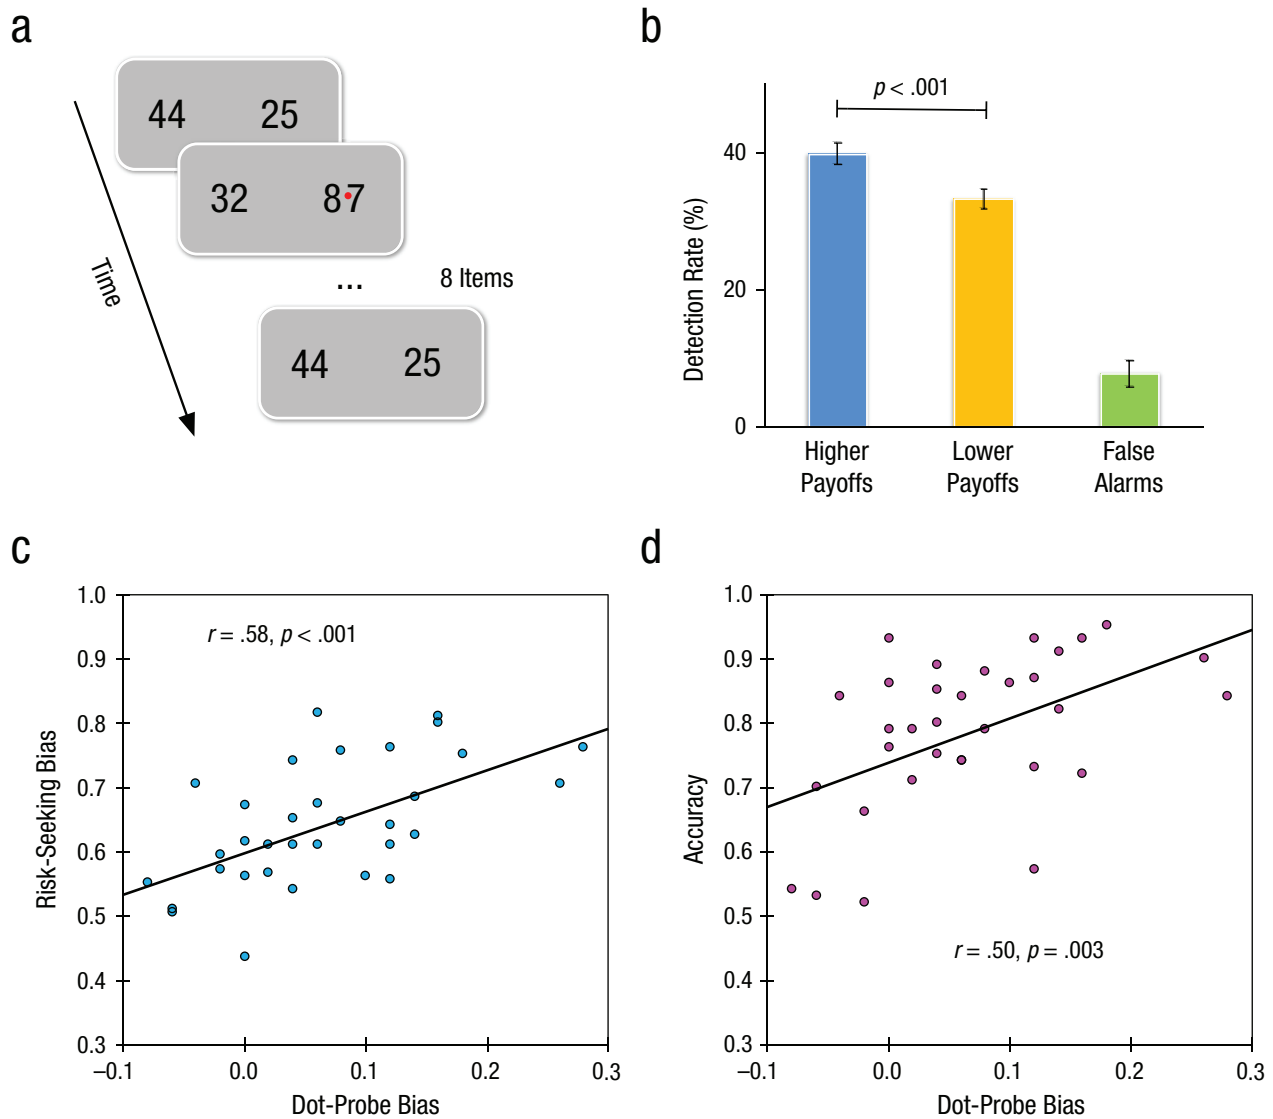 a
44 25
32 87
Time
... 8 Items
44 25
b
p < .001
Detection Rate (%)
40
20
0
Higher
Payoffs
Lower
Payoffs
False
Alarms
c
r = .58, p < .001
Risk-Seeking Bias
1.0
0.9
0.8
0.7
0.6
0.5
0.4
0.3
–0.1 0.0 0.1 0.2 0.3
Dot-Probe Bias
d
Accuracy
1.0
0.9
0.8
0.7
0.6
0.5
0.4
0.3
r = .50, p = .003
–0.1 0.0 0.1 0.2 0.3
Dot-Probe Bias